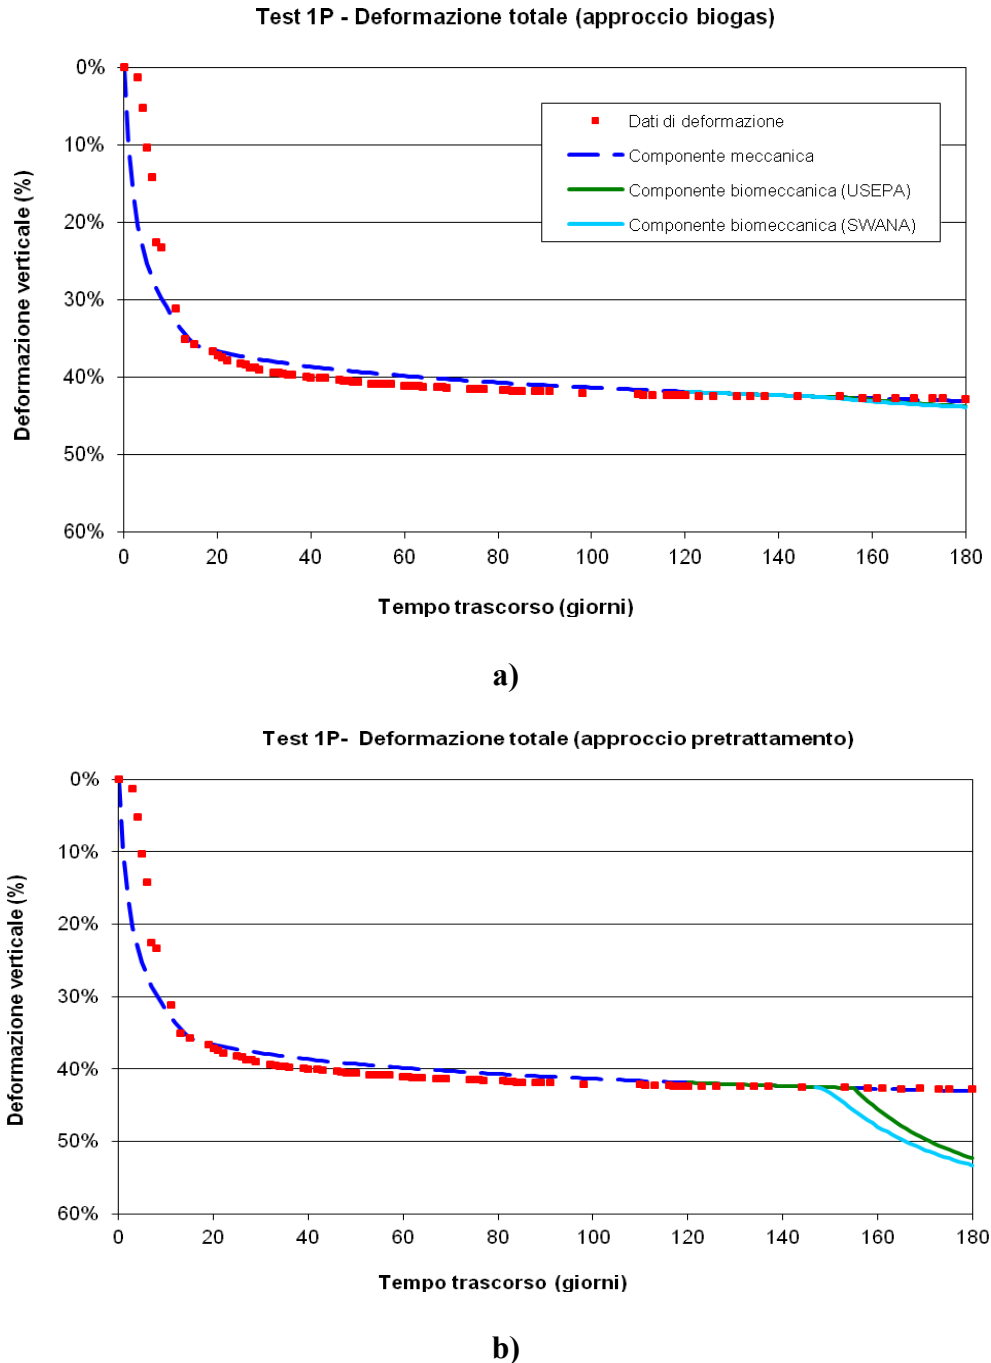 Test 1P - Deformazione totale (approccio biogas)
0%
10%
20%
30%
40%
50%
60%
Deformazione verticale (%)
Dati di deformazione
Componente meccanica
Componente biomeccanica (USEPA)
Componente biomeccanica (SWANA)
0 20 40 60 80 100 120 140 160 180
Tempo trascorso (giorni)
a)
Test 1P- Deformazione totale (approccio pretrattamento)
0%
10%
20%
30%
40%
50%
60%
Deformazione verticale (%)
0 20 40 60 80 100 120 140 160 180
Tempo trascorso (giorni)
b)